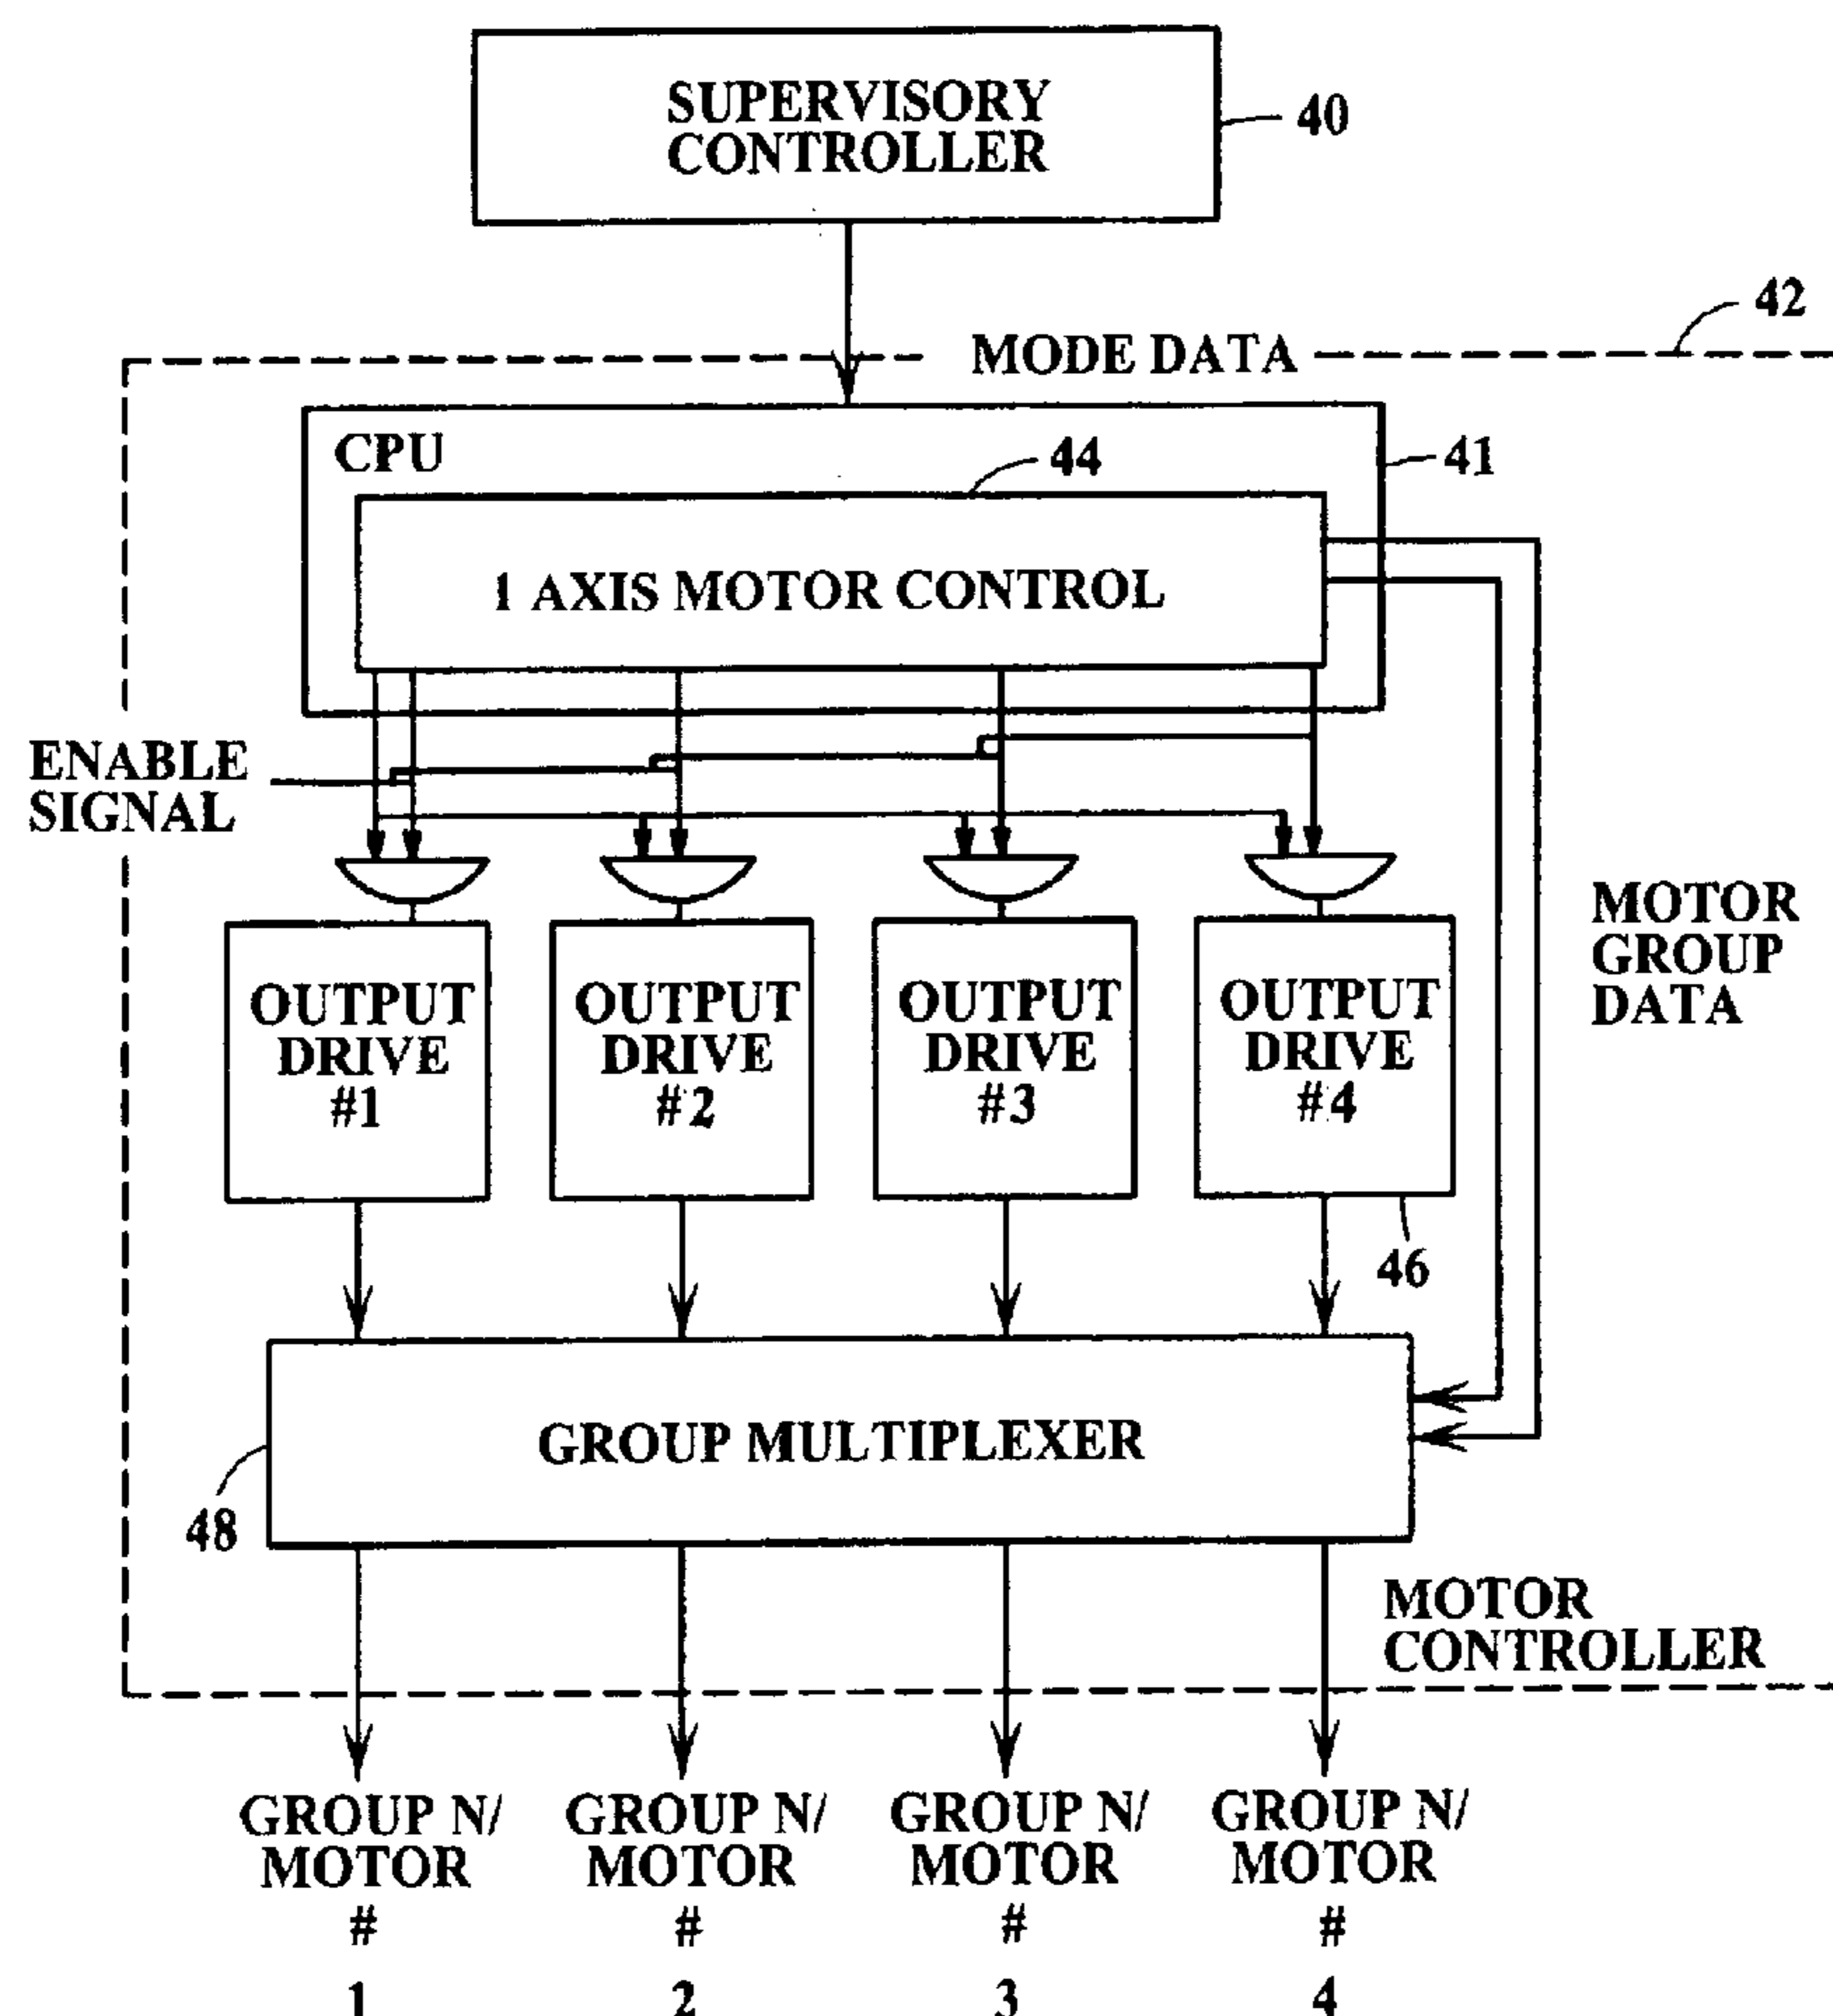 SUPERVISORY
CONTROLLER
40
42
MODE DATA
CPU
44
41
1 AXIS MOTOR CONTROL
ENABLE
SIGNAL
MOTOR
GROUP
DATA
OUTPUT
DRIVE
#1
OUTPUT
DRIVE
#2
OUTPUT
DRIVE
#3
OUTPUT
DRIVE
#4
46
GROUP MULTIPLEXER
48
MOTOR
CONTROLLER
GROUP N/
MOTOR
#
1
GROUP N/
MOTOR
#
2
GROUP N/
MOTOR
#
3
GROUP N/
MOTOR
#
4